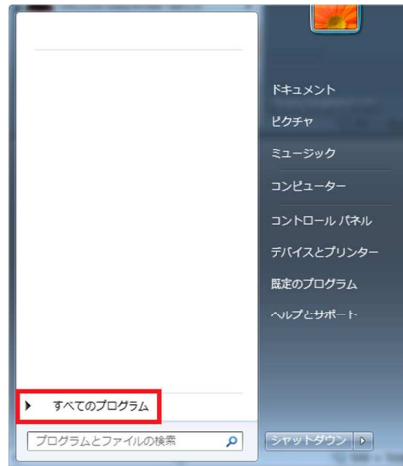 ドキュメント
ピクチャ
ミュージック
コンピューター
コントロール パネル
デバイスとプリンター
既定のプログラム
ヘルプとサポート
すべてのプログラム
プログラムとファイルの検索
シャットダウン